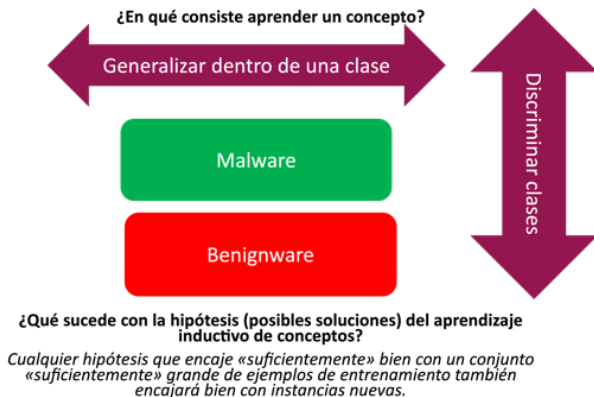 ¿En qué consiste aprender un concepto?
Generalizar dentro de una clase
Discriminar clases
Malware
Benignware
¿Qué sucede con la hipótesis (posibles soluciones) del aprendizaje
inductivo de conceptos?
Cualquier hipótesis que encaje «suficientemente» bien con un conjunto
«suficientemente» grande de ejemplos de entrenamiento también
encajará bien con instancias nuevas.